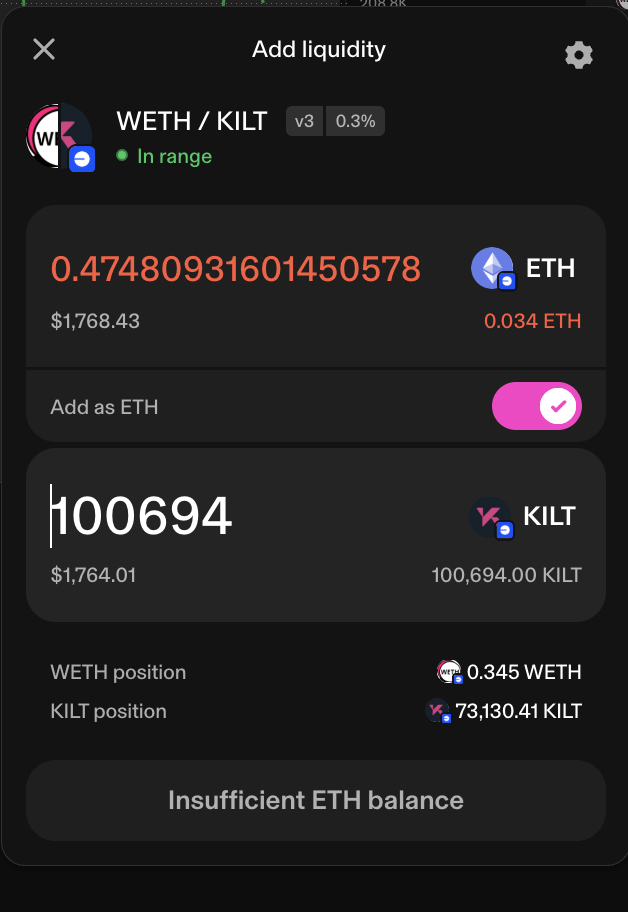 208.8K
Add liquidity
WETH / KILT v3 0.3%
In range
0.47480931601450578 ETH
$1,768.43 0.034 ETH
Add as ETH
100694 KILT
$1,764.01 100,694.00 KILT
WETH position 0.345 WETH
KILT position 73,130.41 KILT
Insufficient ETH balance